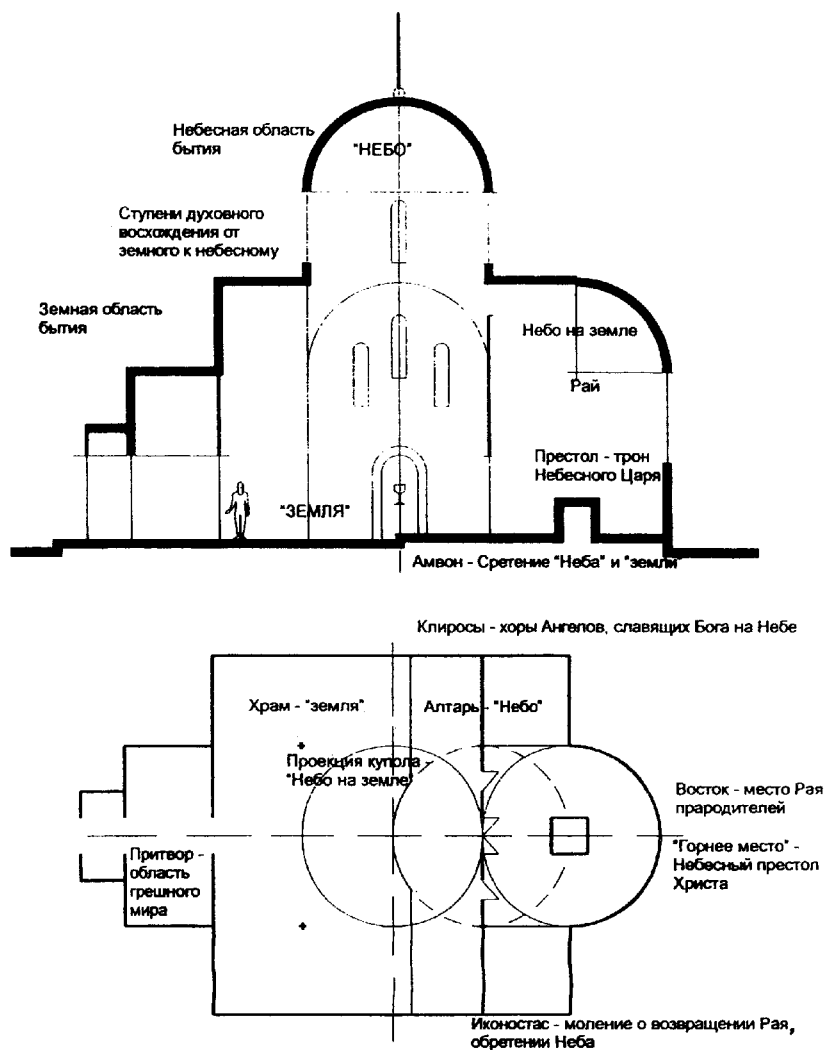 Небесная область
бытия
"НЕБО"
Ступени духовного
восхождения от
земного к небесному
Земная область
бытия
Небо на земле
Рай
Престол - трон
Небесного Царя
"ЗЕМЛЯ"
Амвон - Сретение "Неба" и "земли"
Клиросы - хоры Ангелов, славящих Бога на Небе
Храм - "земля"
Алтарь - "Небо"
Проекция купола -
"Небо на земле"
Восток - место Рая
прародителей
Притвор -
область
грешного
мира
"Горнее место" -
Небесный престол
Христа
Иконостас - моление о возвращении Рая,
обретении Неба